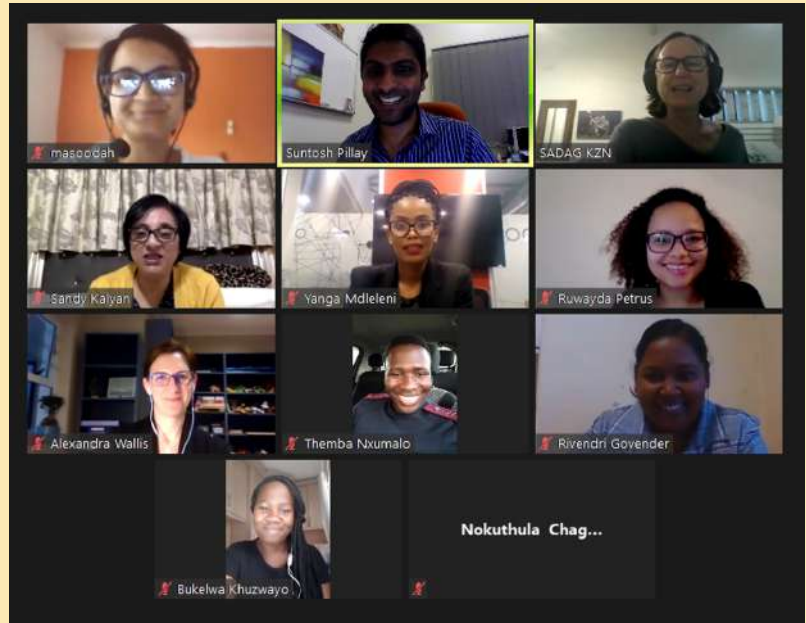 masoodah
Suntosh Pillay
SADAG KZN
Sandy Kalyan
Yanga Mdleleni
Ruwayda Petrus
Alexandra Wallis
Themba Nxumalo
Rivendri Govender
Bukelwa Khuzwayo
Nokuthula Chag...